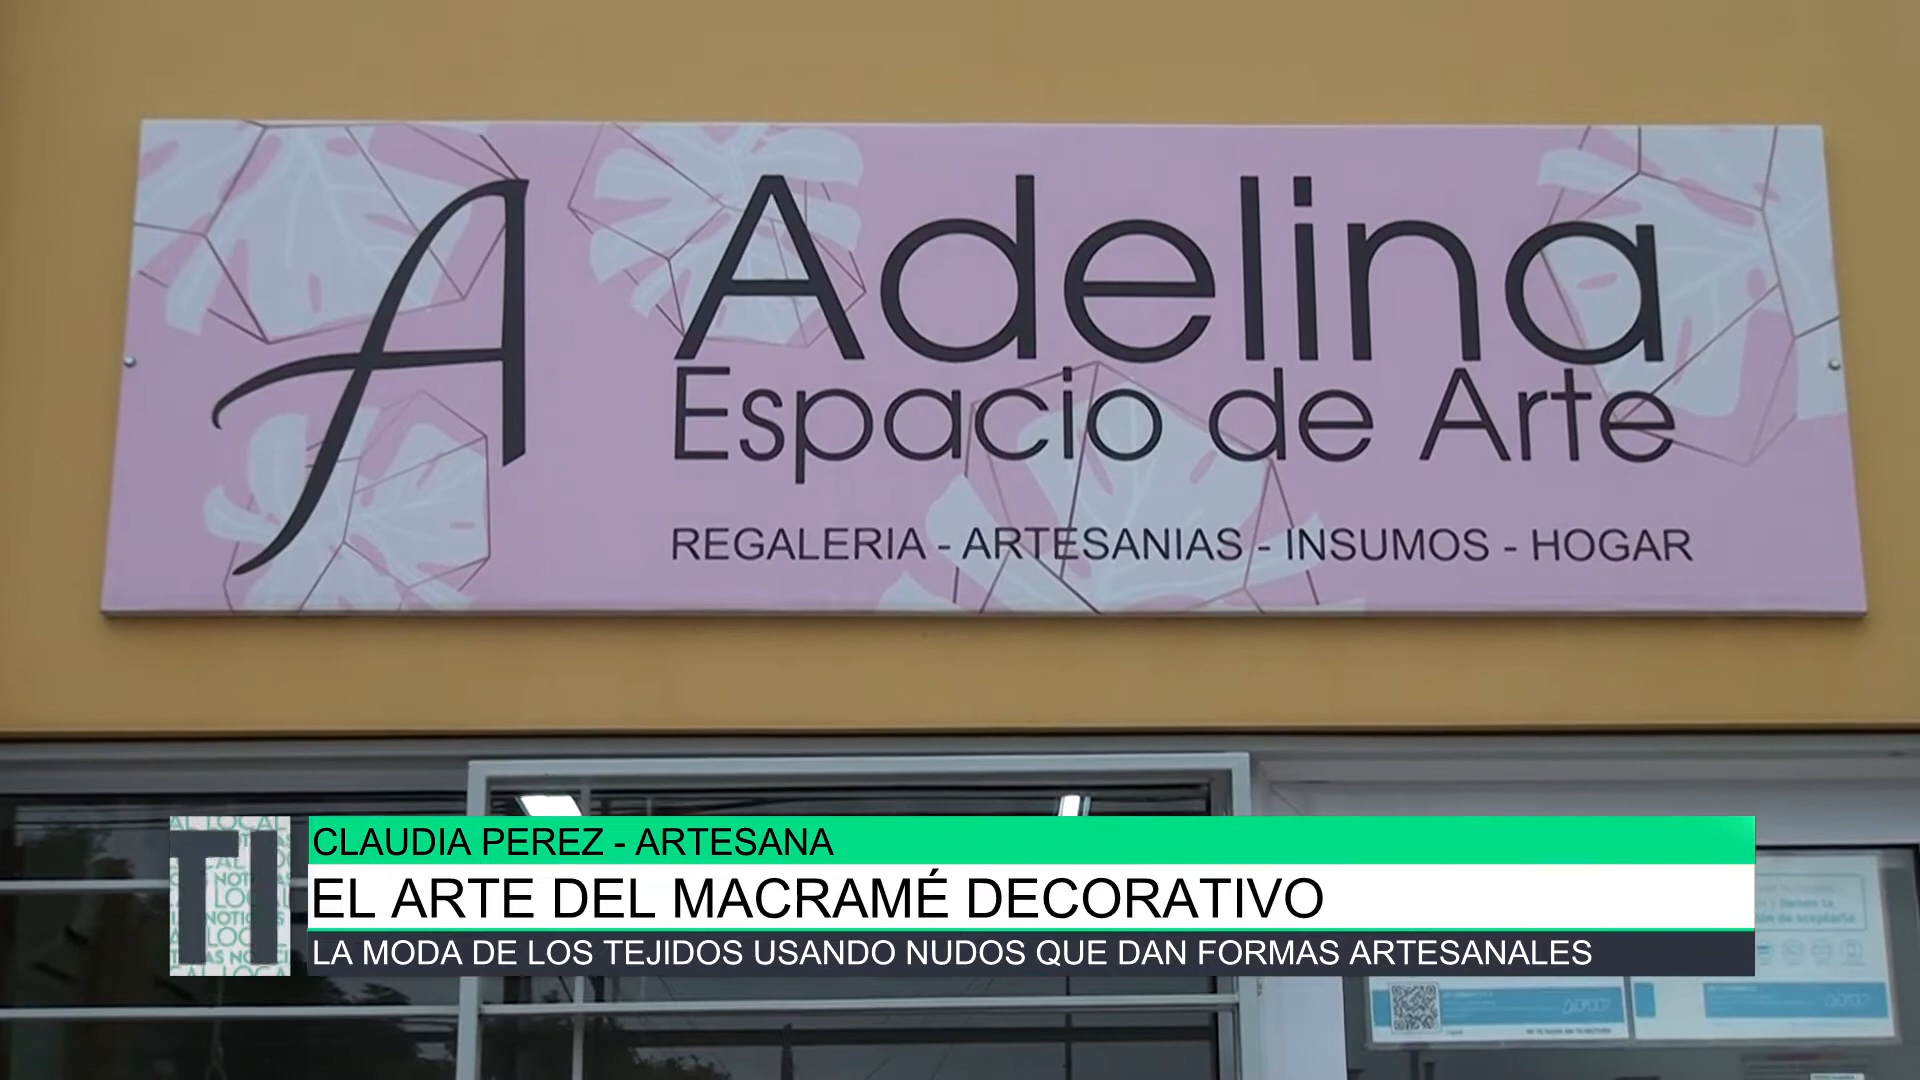 A
Adelina
Espacio de Arte
REGALERIA - ARTESANIAS - INSUMOS - HOGAR
TI
CLAUDIA PEREZ - ARTESANA
EL ARTE DEL MACRAMÉ DECORATIVO
LA MODA DE LOS TEJIDOS USANDO NUDOS QUE DAN FORMAS ARTESANALES